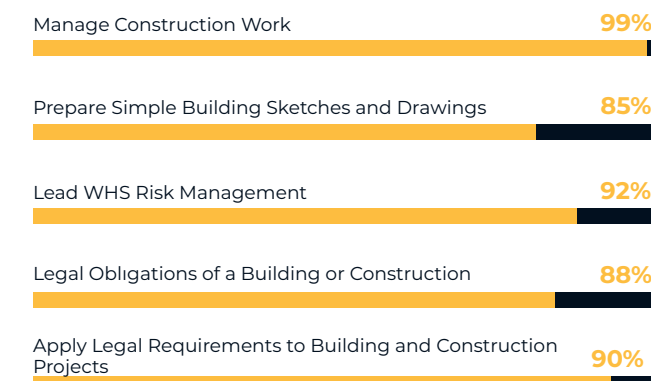 Manage Construction Work 99%
Prepare Simple Building Sketches and Drawings 85%
Lead WHS Risk Management 92%
Legal Oblıgations of a Building or Construction 88%
Apply Legal Requirements to Building and Construction
Projects 90%